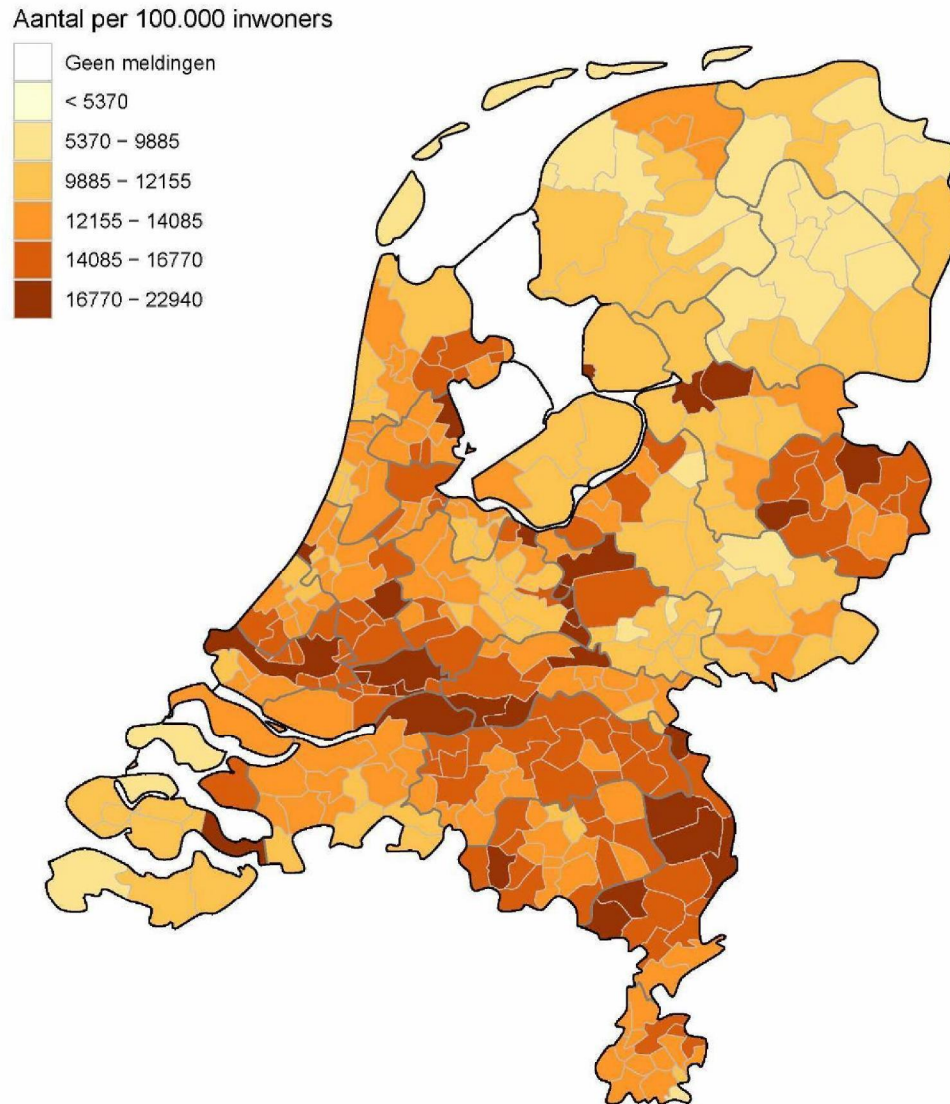 Aantal per 100.000 inwoners
Geen meldingen
< 5370
5370 − 9885
9885 − 12155
12155 − 14085
14085 − 16770
16770 − 22940